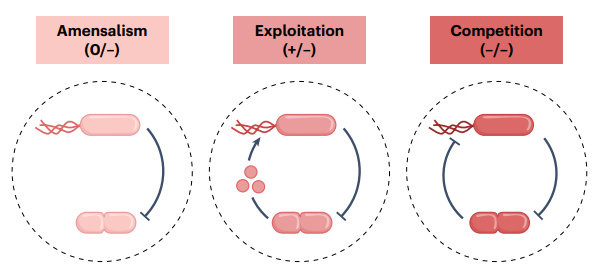 Amensalism
(0/–)
Exploitation
(+/–)
Competition
(–/–)